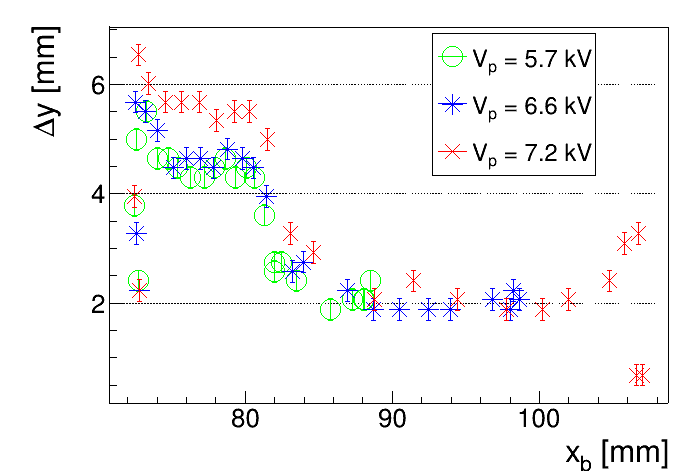 Δy [mm]
6
4
2
V_p = 5.7 kV
V_p = 6.6 kV
V_p = 7.2 kV
80 90 100
x_b [mm]